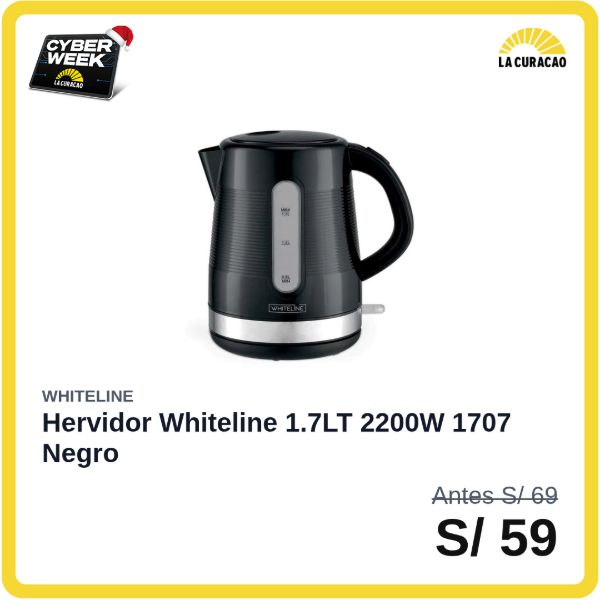 CYBER
WEEK
LA CURACAO
LA CURACAO
WHITELINE
WHITELINE
Hervidor Whiteline 1.7LT 2200W 1707
Negro
Antes S/ 69
S/ 59